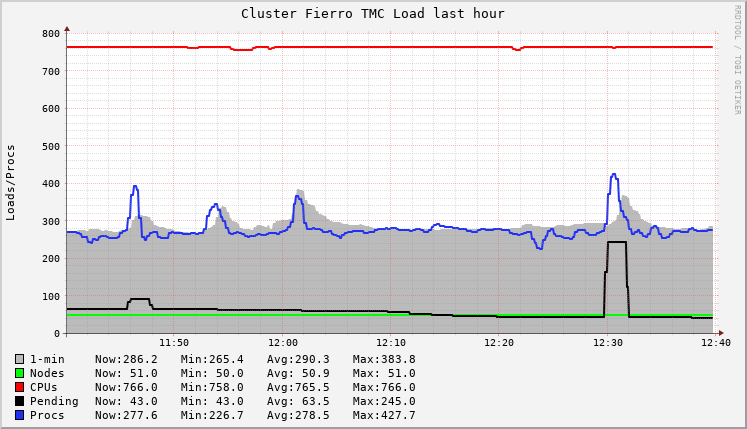 Cluster Fierro TMC Load last hour
RRDTOOL / TOBI OETIKER
Loads/Procs
800
700
600
500
400
300
200
100
0
11:50 12:00 12:10 12:20 12:30 12:40
1-min Now:286.2 Min:265.4 Avg:290.3 Max:383.8
Nodes Now: 51.0 Min: 50.0 Avg: 50.9 Max: 51.0
CPUs Now:766.0 Min:758.0 Avg:765.5 Max:766.0
Pending Now: 43.0 Min: 43.0 Avg: 63.5 Max:245.0
Procs Now:277.6 Min:226.7 Avg:278.5 Max:427.7